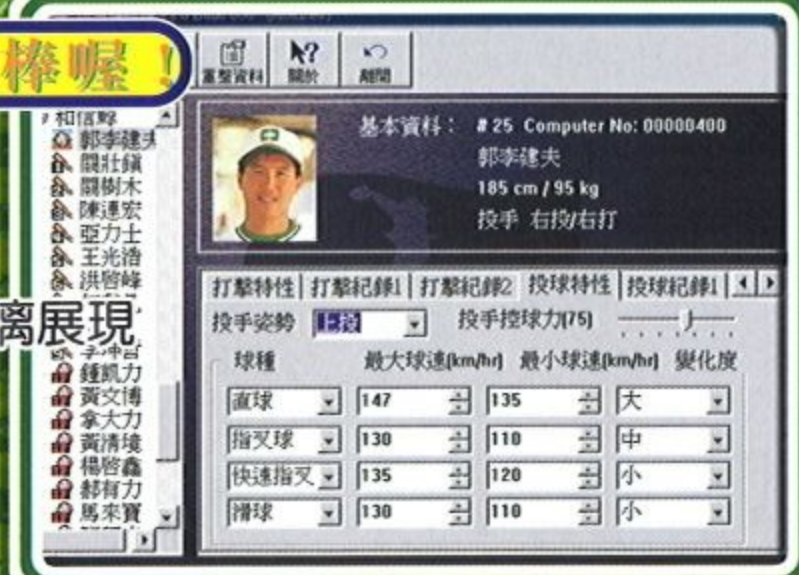 棒喔！
重整資料 關於 離開
和信鯨
郭李建夫
闕壯鎮
闕樹木
陳連宏
亞力士
王光浩
洪啓峰
離展現
鍾凱力
黃文博
拿大力
黃清境
楊啓鑫
郝有力
馬來寶
基本資料： #25 Computer No: 00000400
郭李建夫
185 cm / 95 kg
投手 右投/右打
打擊特性 打擊紀錄1 打擊紀錄2 投球特性 投球紀錄1
投手姿勢 上投 投手控球力(75)
球種 最大球速(km/hr) 最小球速(km/hr) 變化度
直球 147 135 大
指叉球 130 110 中
快速指叉 135 120 小
滑球 130 110 小